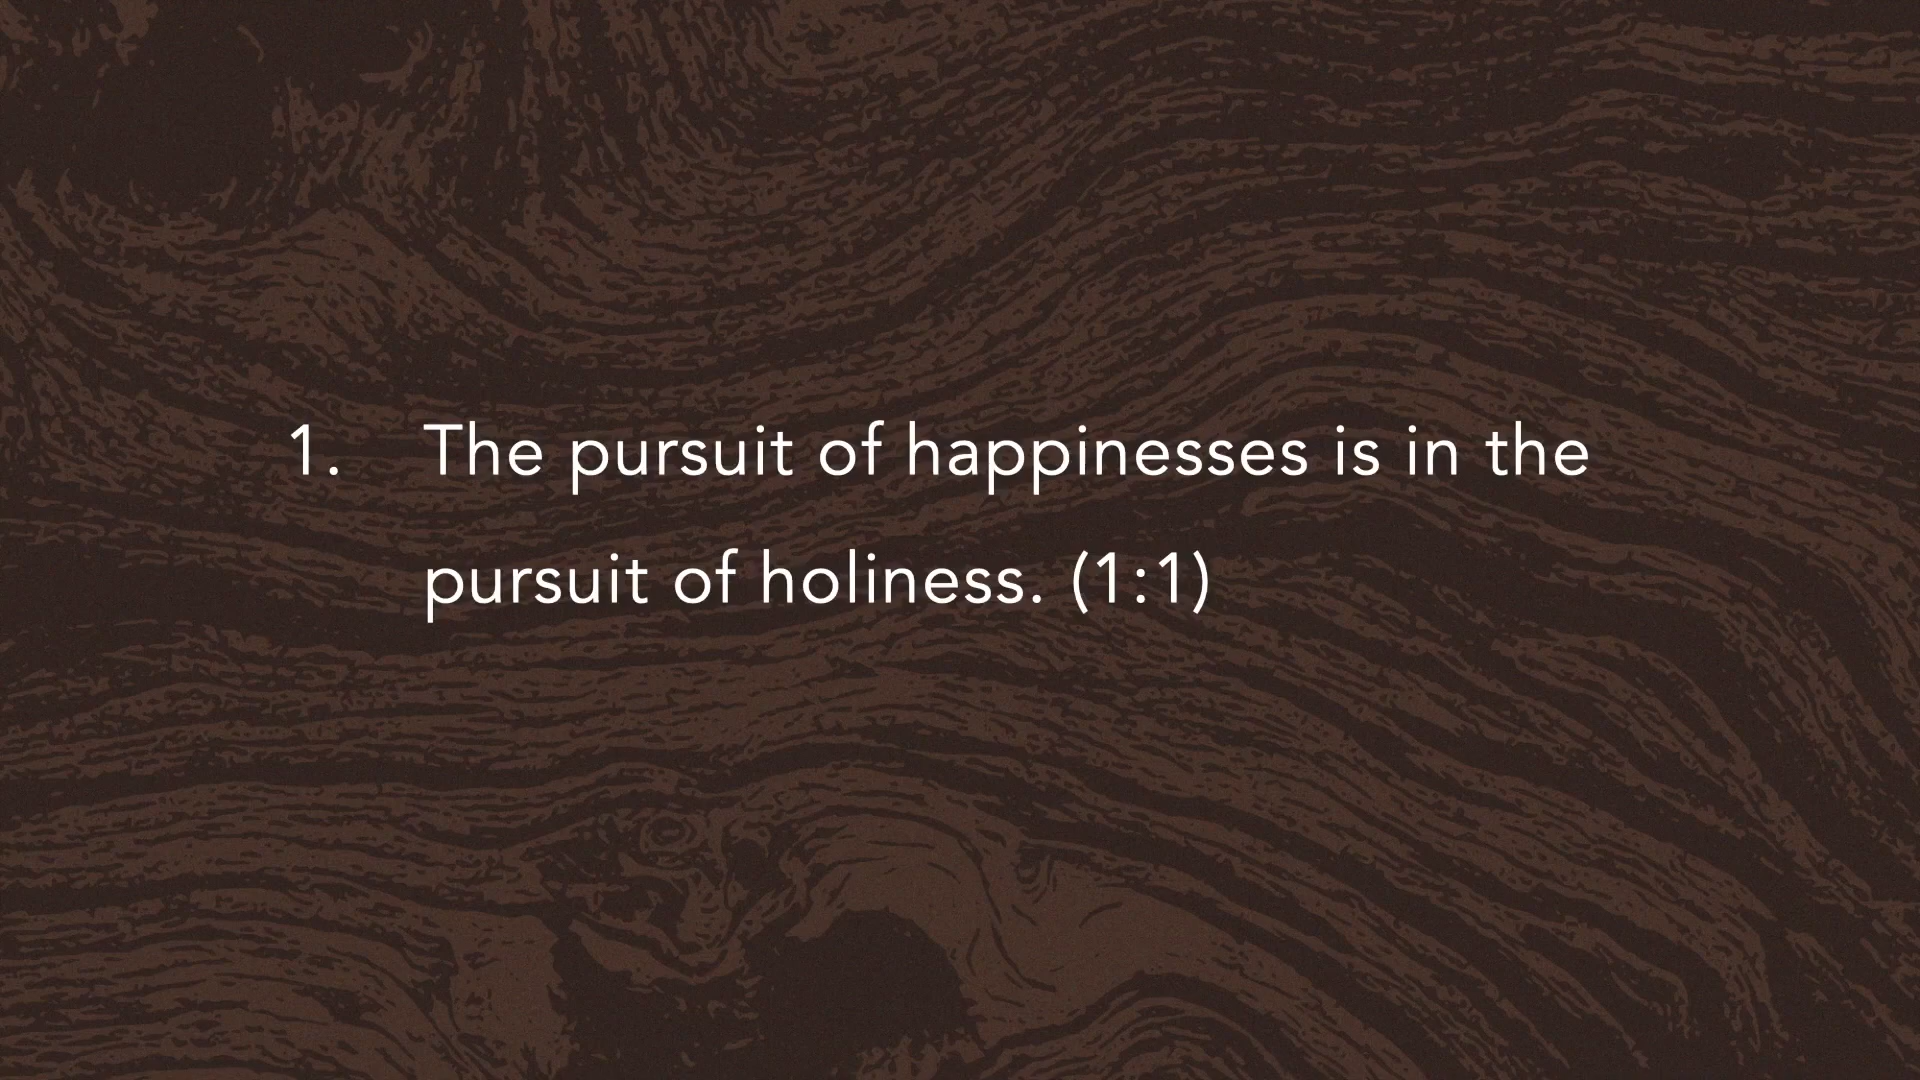 1. The pursuit of happinesses is in the
pursuit of holiness. (1:1)